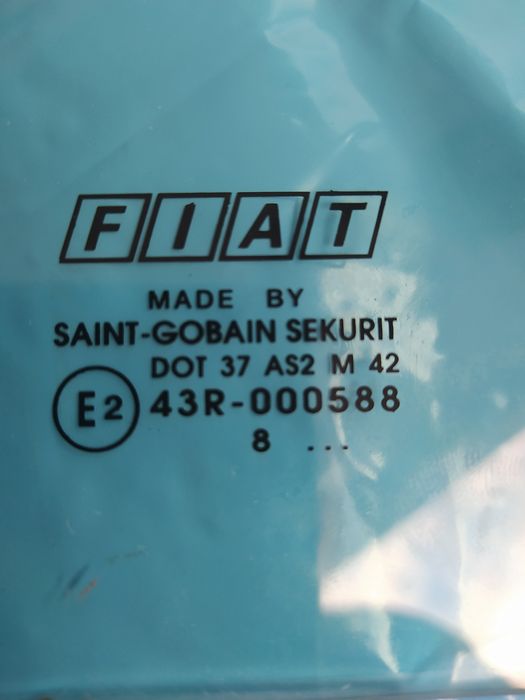 FIAT
MADE BY
SAINT-GOBAIN SEKURIT
DOT 37 AS2 M 42
E2 43R-000588
8 ...